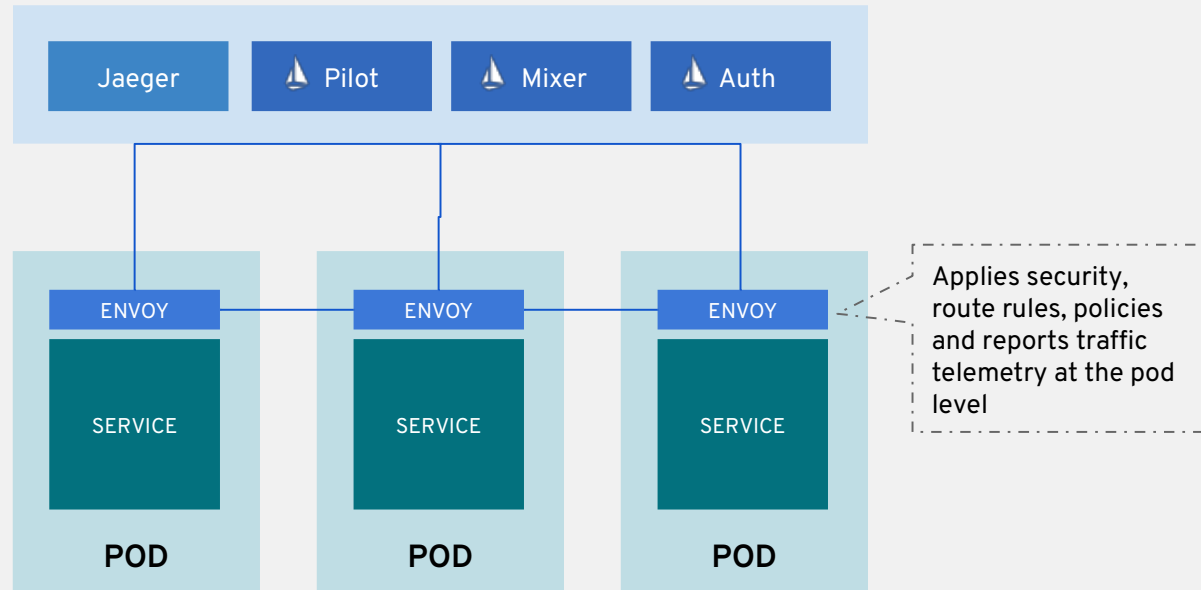 Jaeger
Pilot
Mixer
Auth
ENVOY
ENVOY
ENVOY
Applies security,
route rules, policies
and reports traffic
telemetry at the pod
level
SERVICE
SERVICE
SERVICE
POD
POD
POD